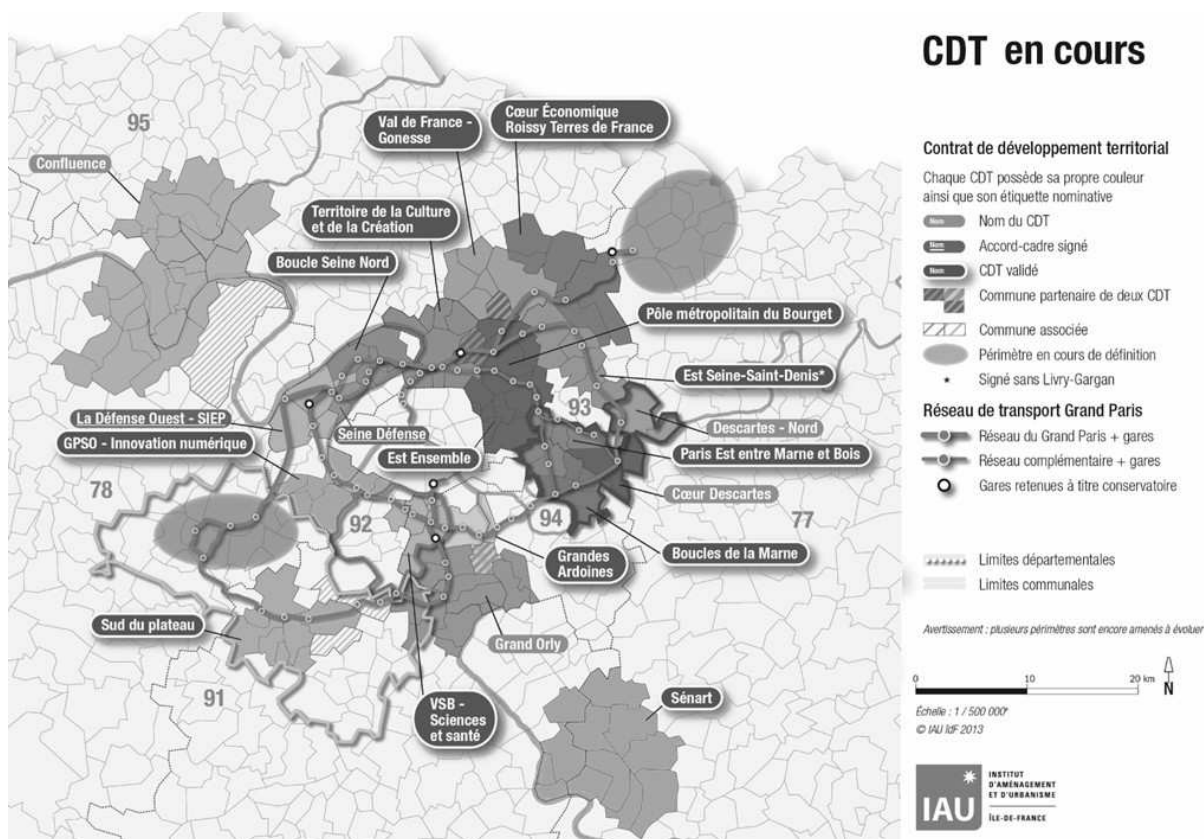 CDT en cours
Contrat de développement territorial
Chaque CDT possède sa propre couleur
ainsi que son étiquette nominative
Nom
Nom du CDT
Nom
Accord-cadre signé
Nom
CDT validé
Commune partenaire de deux CDT
Commune associée
Périmètre en cours de définition
* Signé sans Livry-Gargan
Réseau de transport Grand Paris
Réseau du Grand Paris + gares
Réseau complémentaire + gares
Gares retenues à titre conservatoire
Limites départementales
Limites communales
Avertissement : plusieurs périmètres sont encore amenés à évoluer
0 10 20 km
N
Échelle : 1 / 500 000e
© IAU îdF 2013
IAU
INSTITUT
D'AMÉNAGEMENT
ET D'URBANISME
ÎLE-DE-FRANCE
95
Confluence
Val de France -
Gonesse
Cœur Économique
Roissy Terres de France
Territoire de la Culture
et de la Création
Boucle Seine Nord
Pôle métropolitain du Bourget
Est Seine-Saint-Denis*
93
La Défense Ouest - SIEP
Seine Défense
Descartes - Nord
GPSO - Innovation numérique
Est Ensemble
Paris Est entre Marne et Bois
78
Cœur Descartes
92
94
77
Grandes
Ardoines
Boucles de la Marne
Sud du plateau
Grand Orly
91
VSB -
Sciences
et santé
Sénart